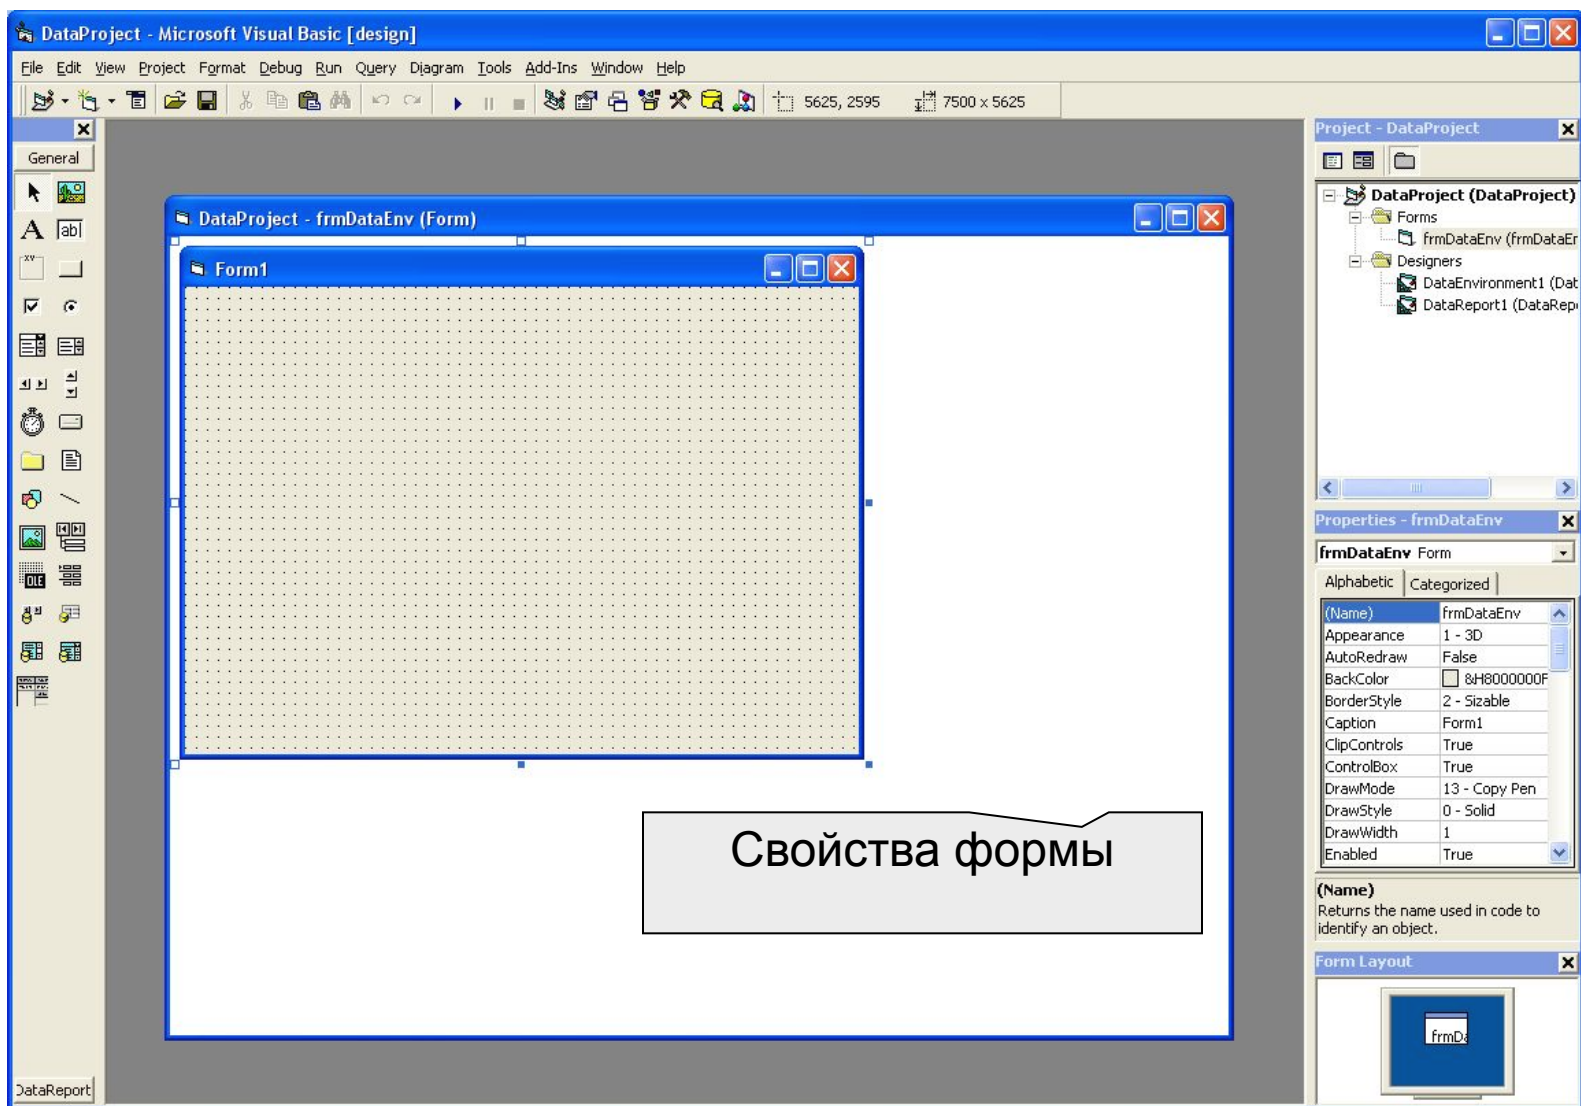 DataProject - Microsoft Visual Basic [design]
File Edit View Project Format Debug Run Query Diagram Tools Add-Ins Window Help
5625, 2595 7500 x 5625
General
A ab|
xv
OLE
DataReport
DataProject - frmDataEnv (Form)
Form1
Свойства формы
Project - DataProject
DataProject (DataProject)
Forms
frmDataEnv (frmDataEr
Designers
DataEnvironment1 (Dat
DataReport1 (DataRep
Properties - frmDataEnv
frmDataEnv Form
Alphabetic Categorized
(Name) frmDataEnv
Appearance 1 - 3D
AutoRedraw False
BackColor &H8000000F
BorderStyle 2 - Sizable
Caption Form1
ClipControls True
ControlBox True
DrawMode 13 - Copy Pen
DrawStyle 0 - Solid
DrawWidth 1
Enabled True
(Name)
Returns the name used in code to
identify an object.
Form Layout
frmDa